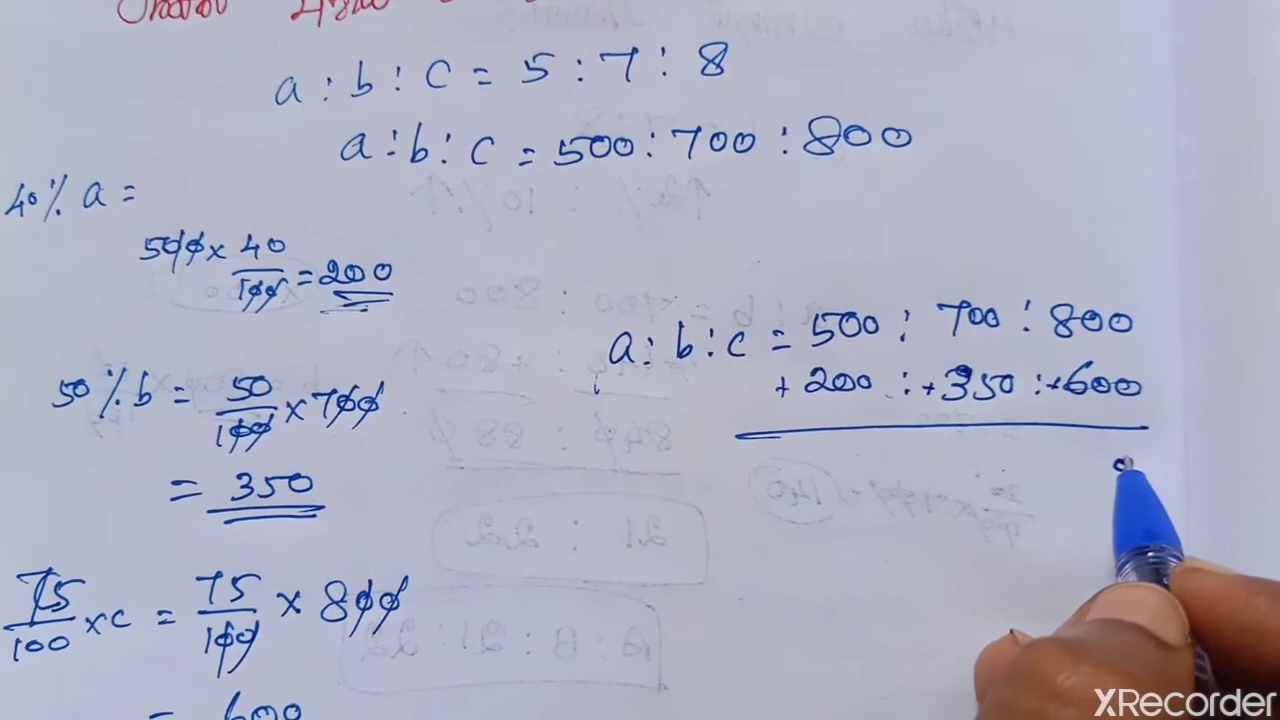 a : b : c = 5 : 7 : 8
a : b : c = 500 : 700 : 800
40% a =
500 × 40/100 = 200
50 % b = 50/100 × 700
= 350
75/100 × c = 75/100 × 800
= 600
a : b : c = 500 : 700 : 800
+ 200 : + 350 : + 600
XRecorder